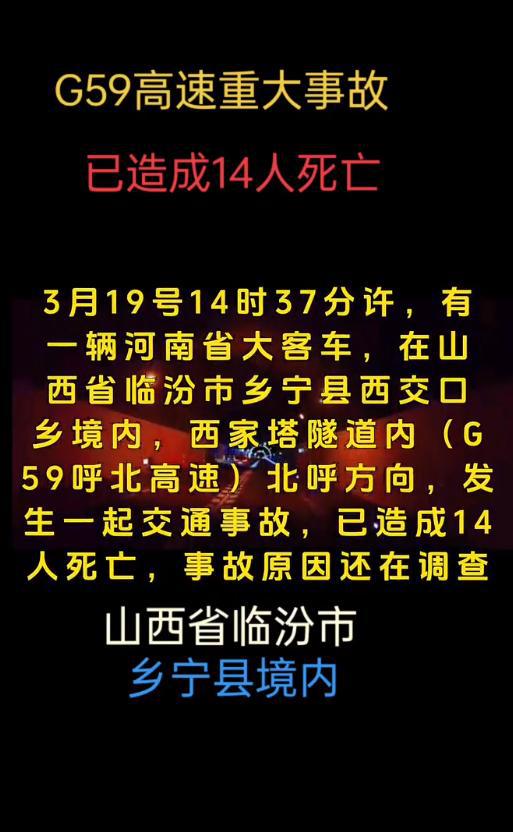 G59高速重大事故
已造成14人死亡
3月19号14时37分许，有
一辆河南省大客车，在山
西省临汾市乡宁县西交口
乡境内，西家塔隧道内（G
59呼北高速）北呼方向，发
生一起交通事故，已造成14
人死亡，事故原因还在调查
山西省临汾市
乡宁县境内